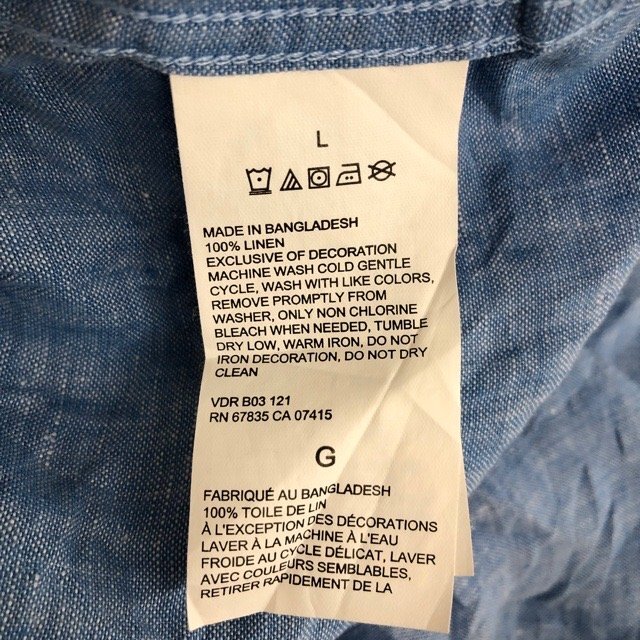 L
MADE IN BANGLADESH
100% LINEN
EXCLUSIVE OF DECORATION
MACHINE WASH COLD GENTLE
CYCLE, WASH WITH LIKE COLORS,
REMOVE PROMPTLY FROM
WASHER, ONLY NON CHLORINE
BLEACH WHEN NEEDED, TUMBLE
DRY LOW, WARM IRON, DO NOT
IRON DECORATION, DO NOT DRY
CLEAN
VDR B03 121
RN 67835 CA 07415
G
FABRIQUÉ AU BANGLADESH
100% TOILE DE LIN
À L'EXCEPTION DES DÉCORATIONS
LAVER À LA MACHINE À L'EAU
FROIDE AU CYCLE DÉLICAT, LAVER
AVEC COULEURS SEMBLABLES,
RETIRER RAPIDEMENT DE LA